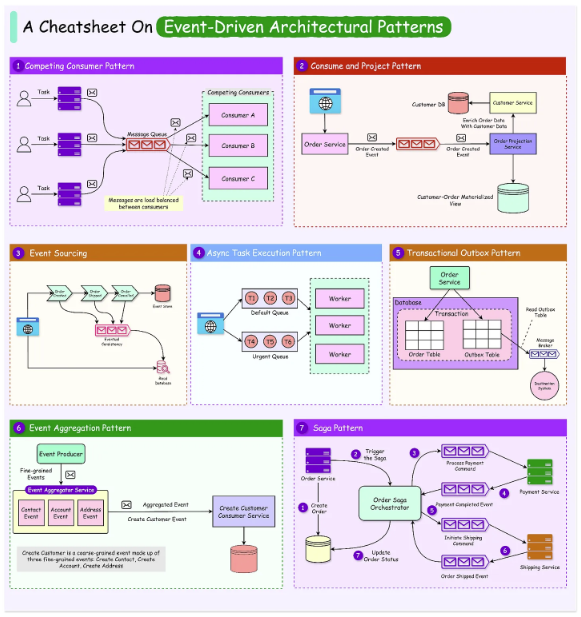 A Cheatsheet On Event-Driven Architectural Patterns
1 Competing Consumer Pattern
Task
Task
Task
Message Queue
Competing Consumers
Consumer A
Consumer B
Consumer C
Messages are load balanced
between consumers
2 Consume and Project Pattern
Customer DB
Customer Service
Enrich Order Data
With Customer Data
Order Service
Order Created
Event
Order Created
Event
Order Projection
Service
Customer-Order Materialized
View
3 Event Sourcing
Order
Created
Order
Shipped
Order
Cancelled
Event Store
Eventual
Consistency
Read
Database
4 Async Task Execution Pattern
T1 T2 T3
Default Queue
T4 T5 T6
Urgent Queue
Worker
Worker
Worker
5 Transactional Outbox Pattern
Order
Service
Database
Transaction
Order Table
Outbox Table
Read Outbox
Table
Message
Broker
Destination
System
6 Event Aggregation Pattern
Event Producer
Fine-grained
Events
Event Aggregator Service
Contact
Event
Account
Event
Address
Event
Aggregated Event
Create Customer Event
Create Customer
Consumer Service
Create Customer is a coarse-grained event made up of
three fine-grained events: Create Contact, Create
Account, Create Address
7 Saga Pattern
Order Service
1 Create
Order
2 Trigger
the Saga
Order Saga
Orchestrator
3
Process Payment
Command
Payment Service
4
Payment Completed Event
5
Initiate Shipping
Command
6
Shipping Service
Order Shipped Event
7 Update
Order Status